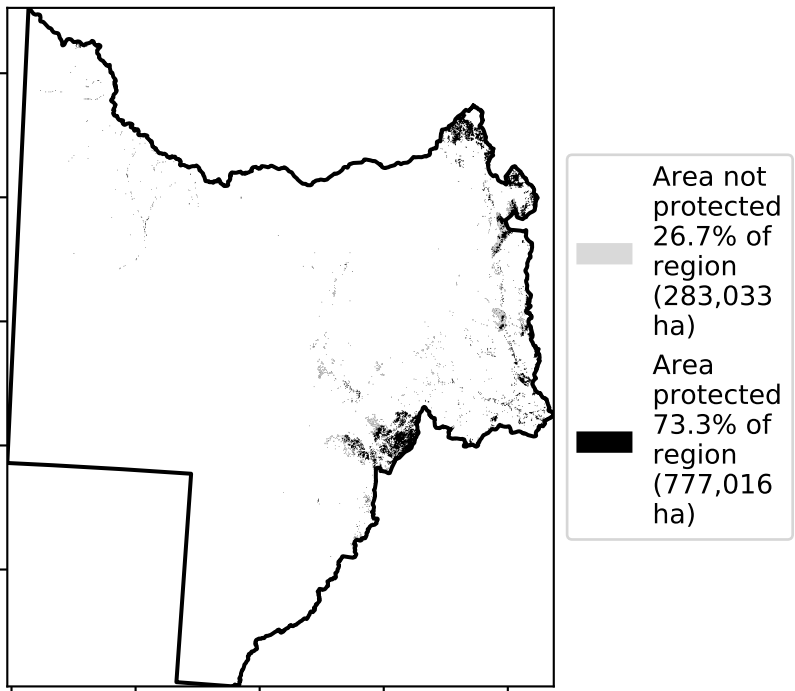 Area not
protected
26.7% of
region
(283,033
ha)
Area
protected
73.3% of
region
(777,016
ha)